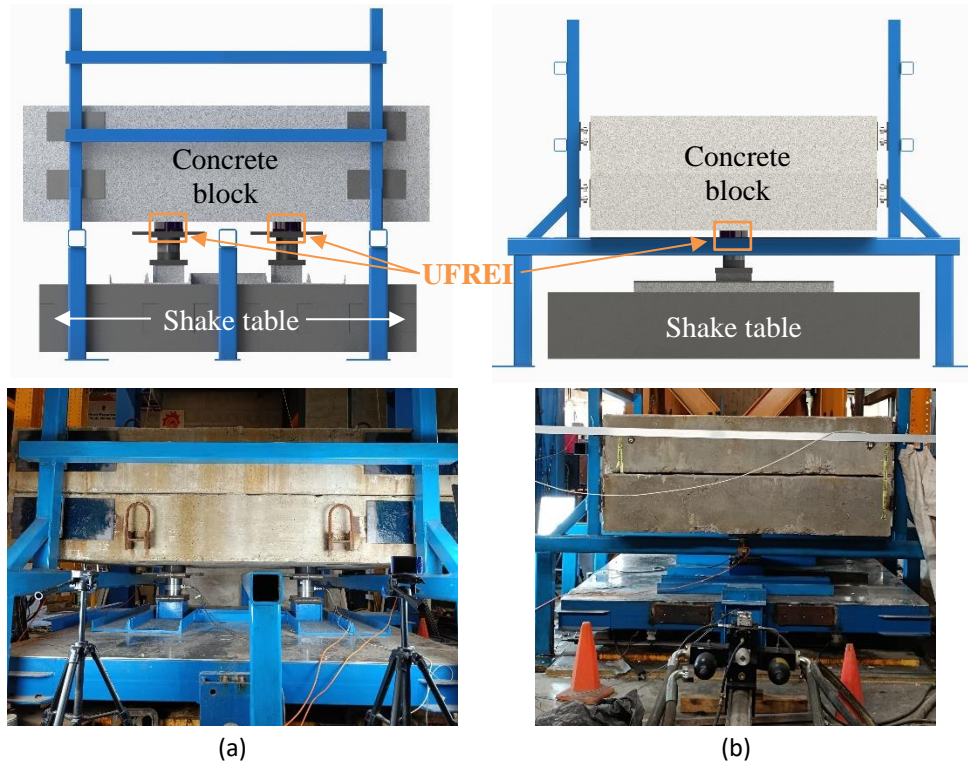 Concrete
block
Concrete
block
UFREI
Shake table
Shake table
(a)
(b)